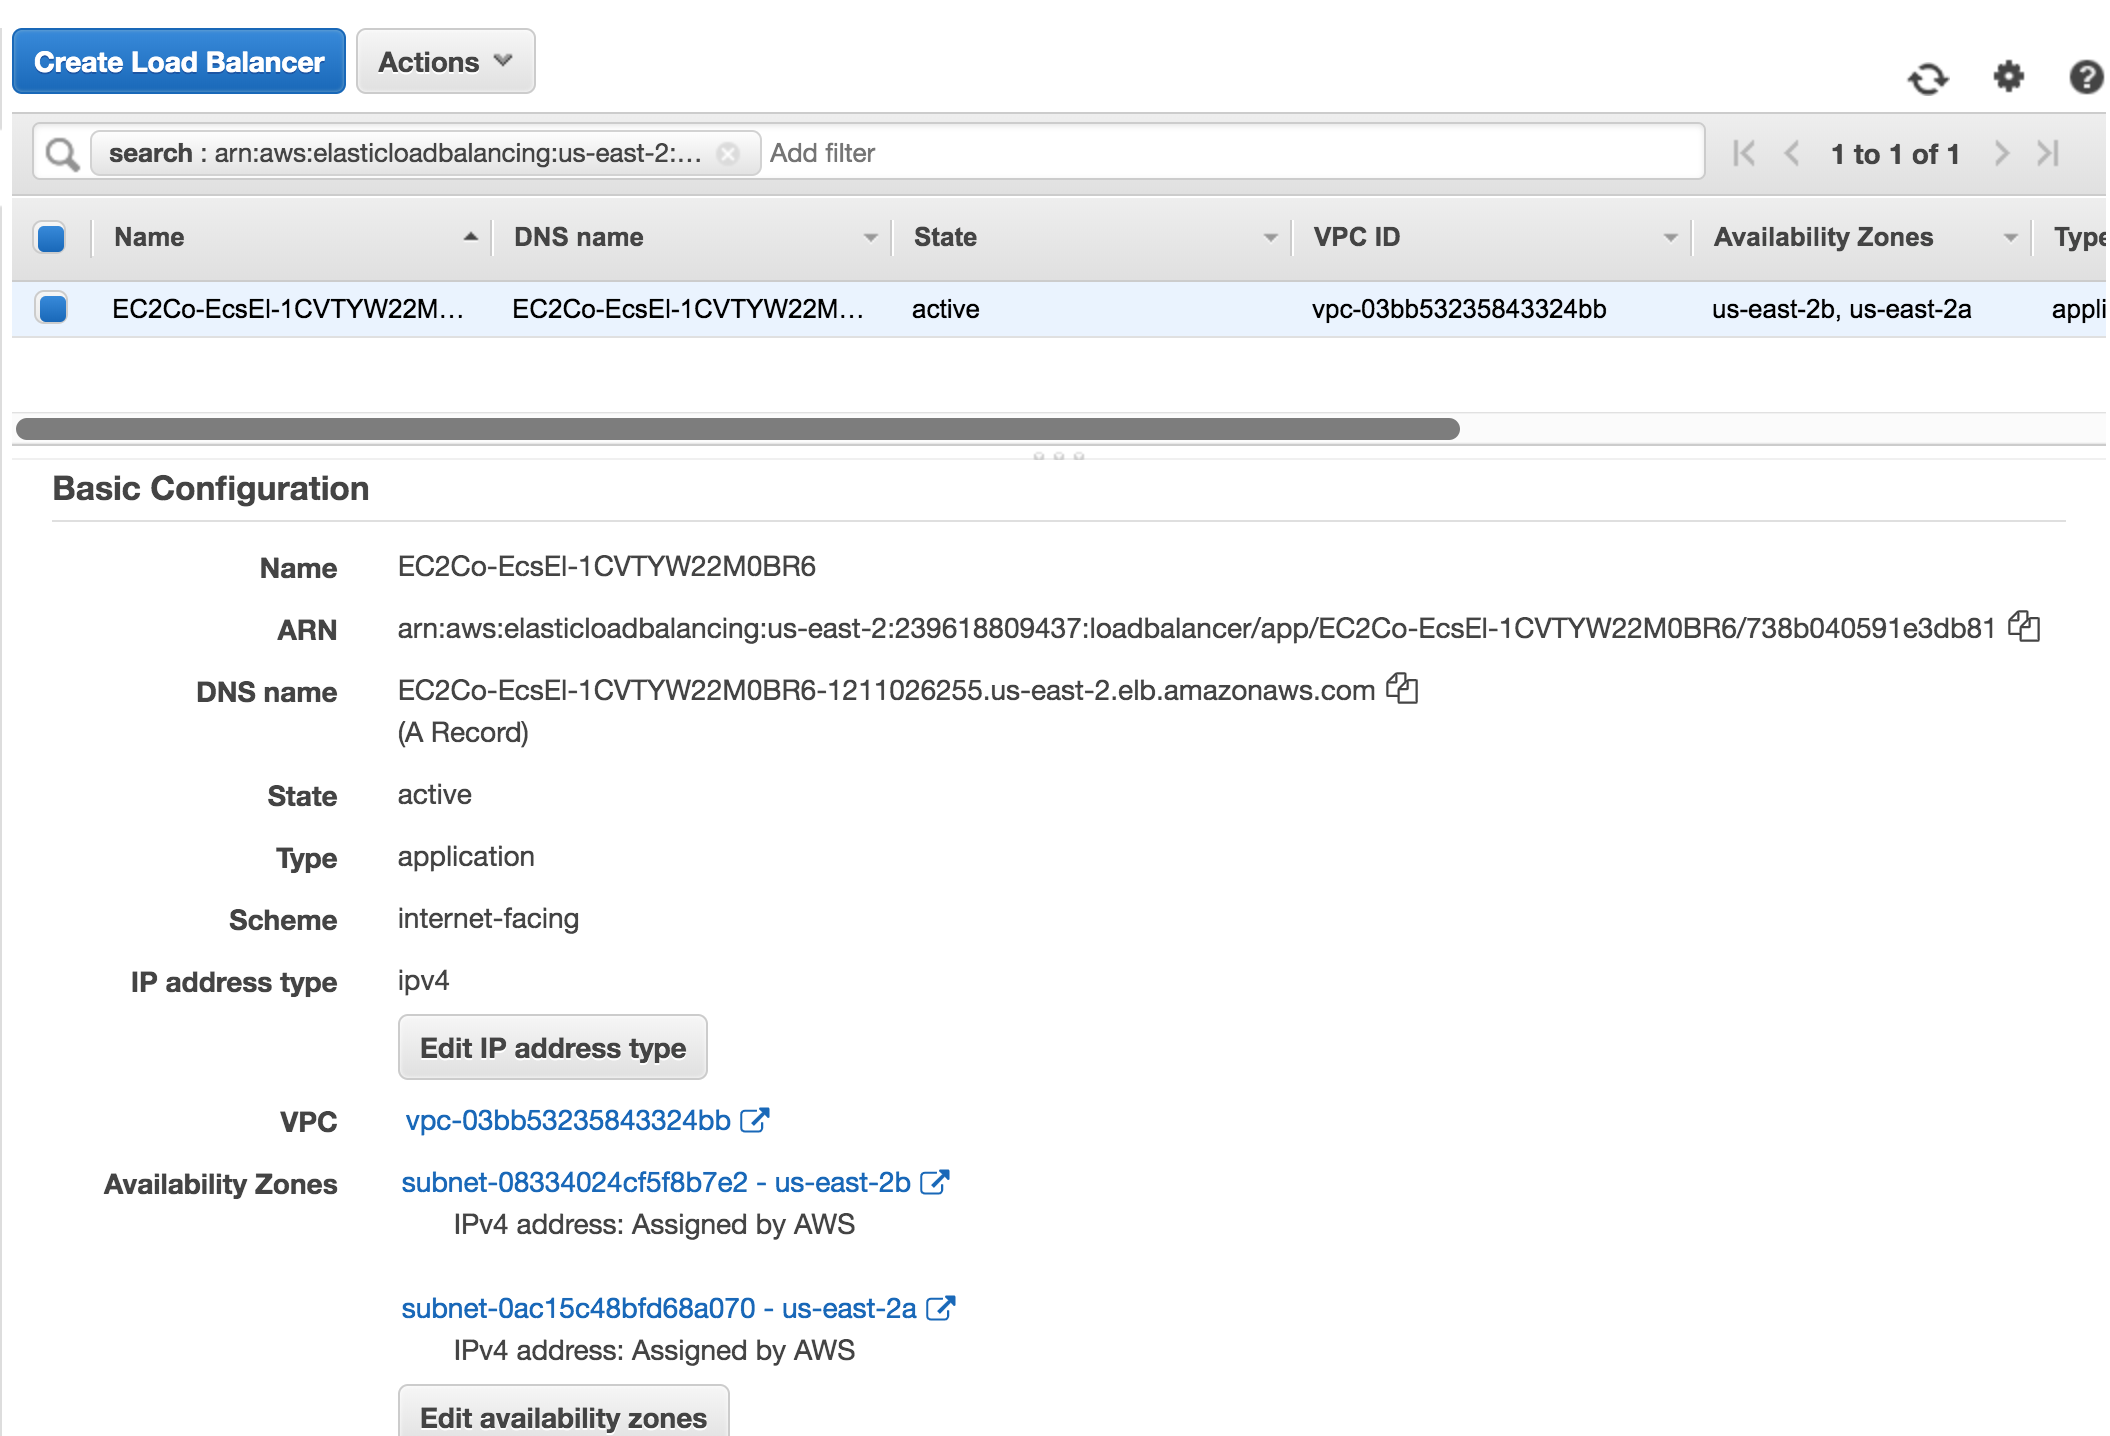 Create Load Balancer Actions
search : arn:aws:elasticloadbalancing:us-east-2:... Add filter 1 to 1 of 1
Name DNS name State VPC ID Availability Zones Type
EC2Co-EcsEl-1CVTYW22M... EC2Co-EcsEl-1CVTYW22M... active vpc-03bb53235843324bb us-east-2b, us-east-2a appli
Basic Configuration
Name EC2Co-EcsEl-1CVTYW22M0BR6
ARN arn:aws:elasticloadbalancing:us-east-2:239618809437:loadbalancer/app/EC2Co-EcsEl-1CVTYW22M0BR6/738b040591e3db81
DNS name EC2Co-EcsEl-1CVTYW22M0BR6-1211026255.us-east-2.elb.amazonaws.com
(A Record)
State active
Type application
Scheme internet-facing
IP address type ipv4
Edit IP address type
VPC vpc-03bb53235843324bb
Availability Zones subnet-08334024cf5f8b7e2 - us-east-2b
IPv4 address: Assigned by AWS
subnet-0ac15c48bfd68a070 - us-east-2a
IPv4 address: Assigned by AWS
Edit availability zones